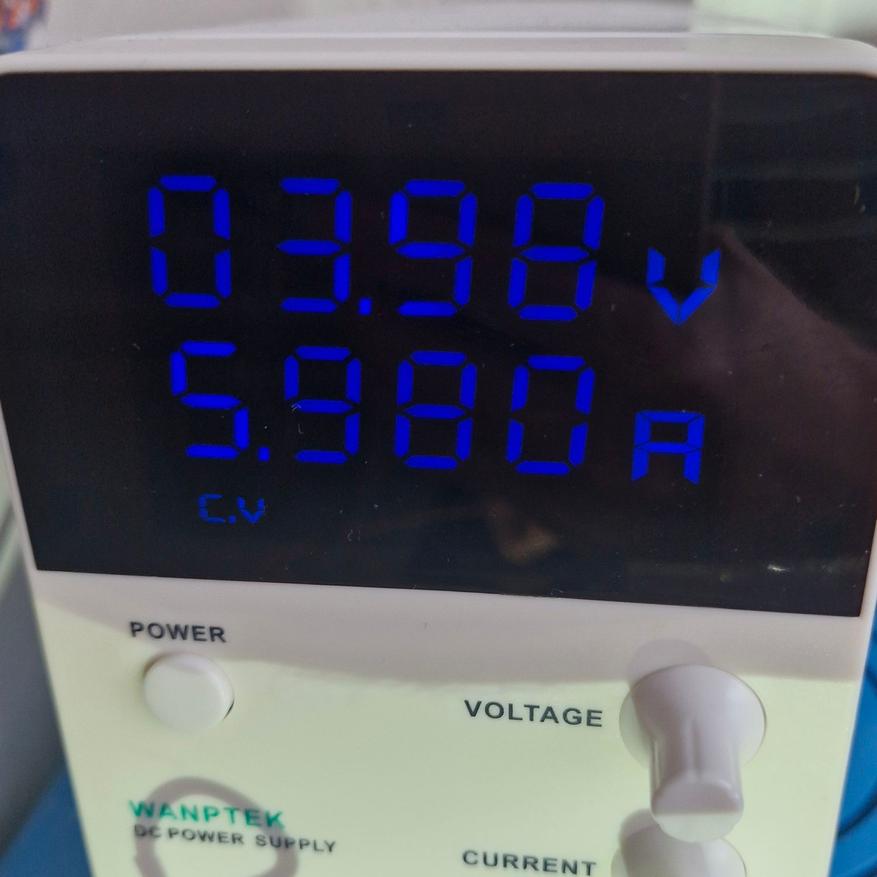 03.98 V
5.980 A
C.V
POWER
VOLTAGE
WANPTEK
DC POWER SUPPLY
CURRENT